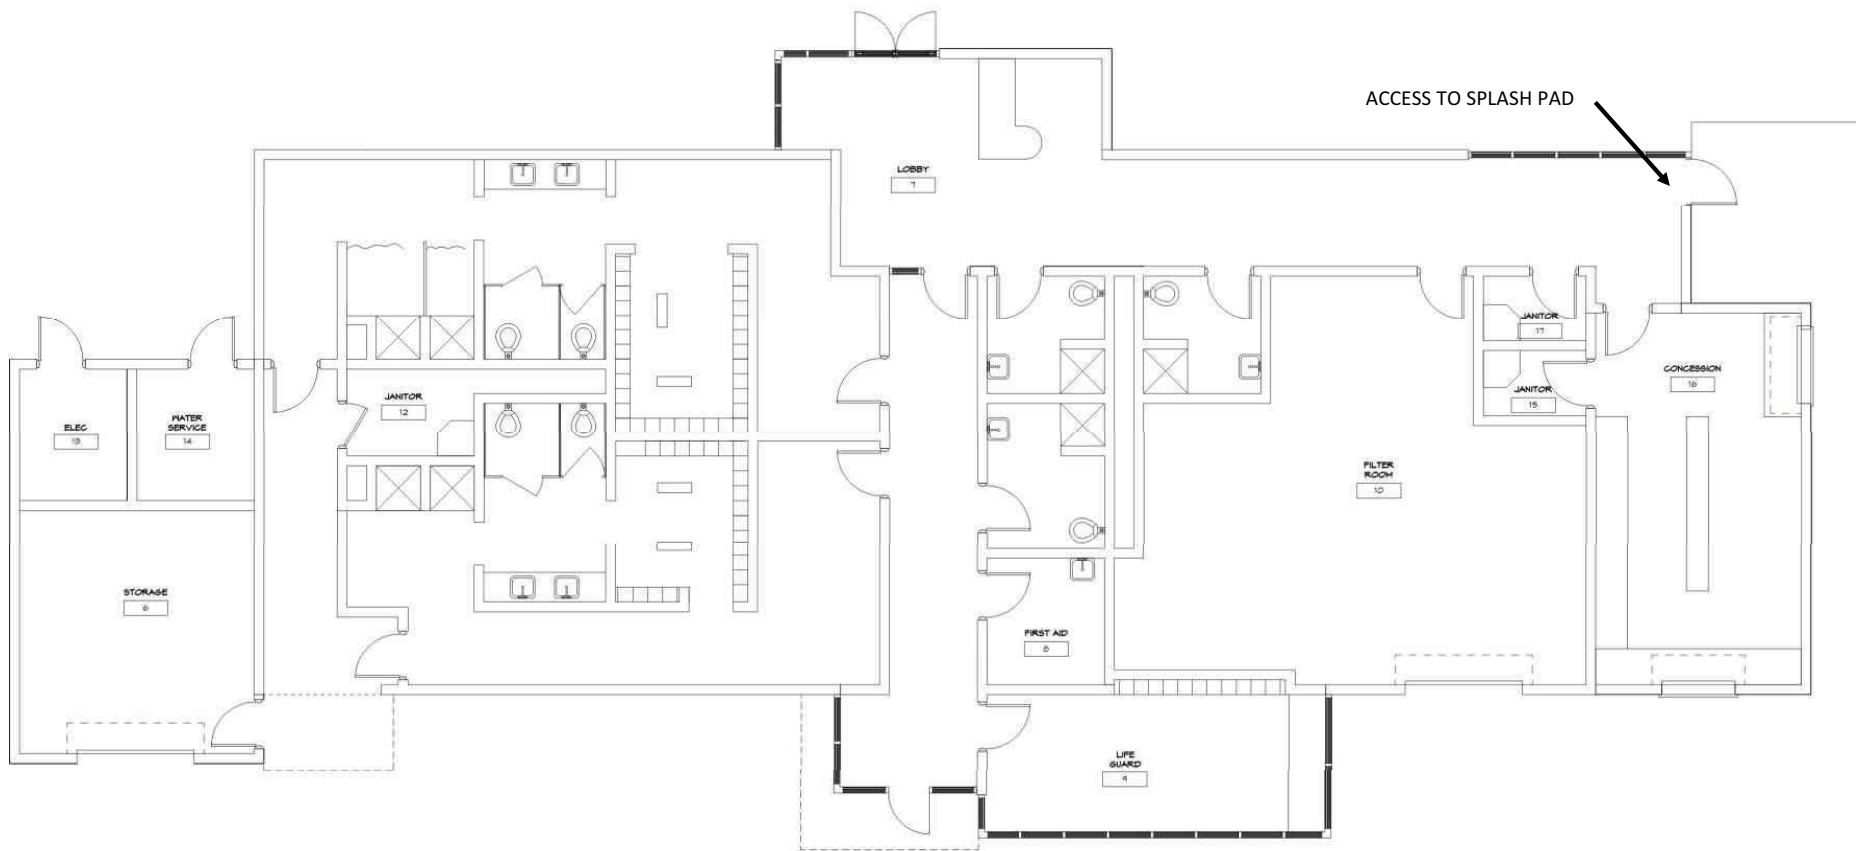 ACCESS TO SPLASH PAD
LOBBY
7
JANITOR
17
CONCESSION
16
JANITOR
15
JANITOR
12
ELEC
13
WATER
SERVICE
14
FILTER
ROOM
10
STORAGE
6
FIRST AID
8
LIFE
GUARD
9